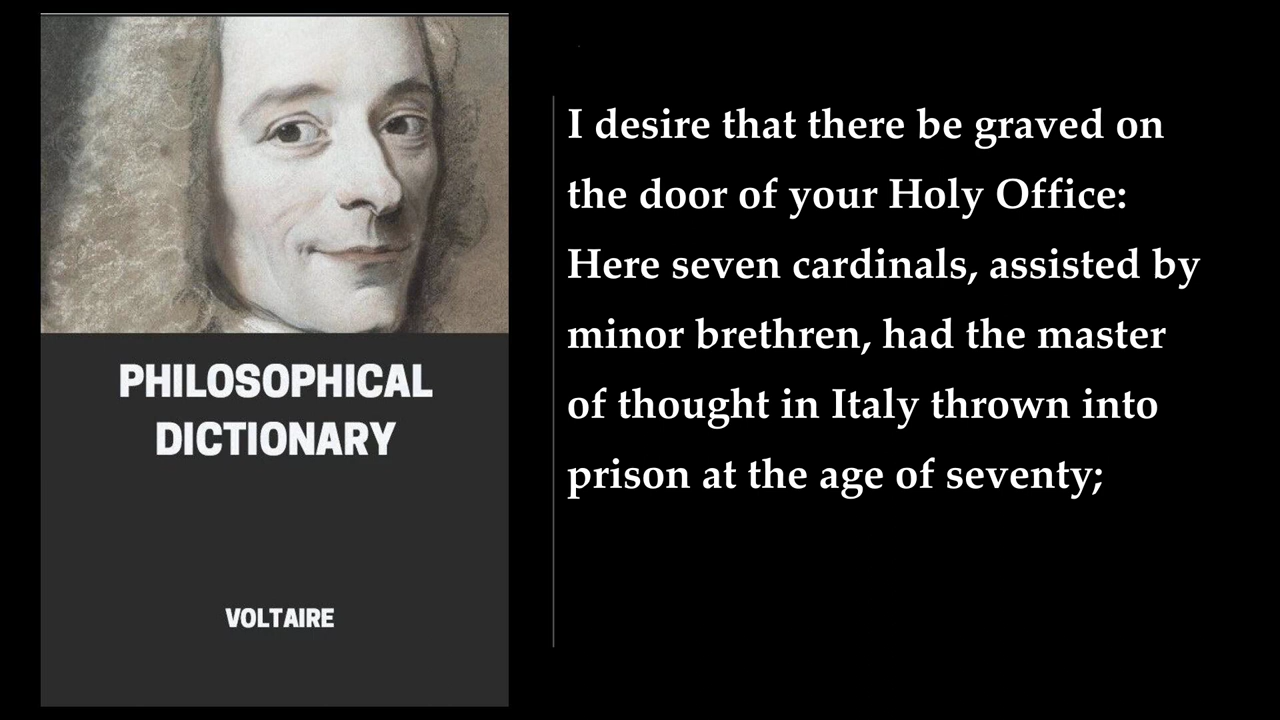 PHILOSOPHICAL
DICTIONARY
VOLTAIRE
I desire that there be graved on
the door of your Holy Office:
Here seven cardinals, assisted by
minor brethren, had the master
of thought in Italy thrown into
prison at the age of seventy;